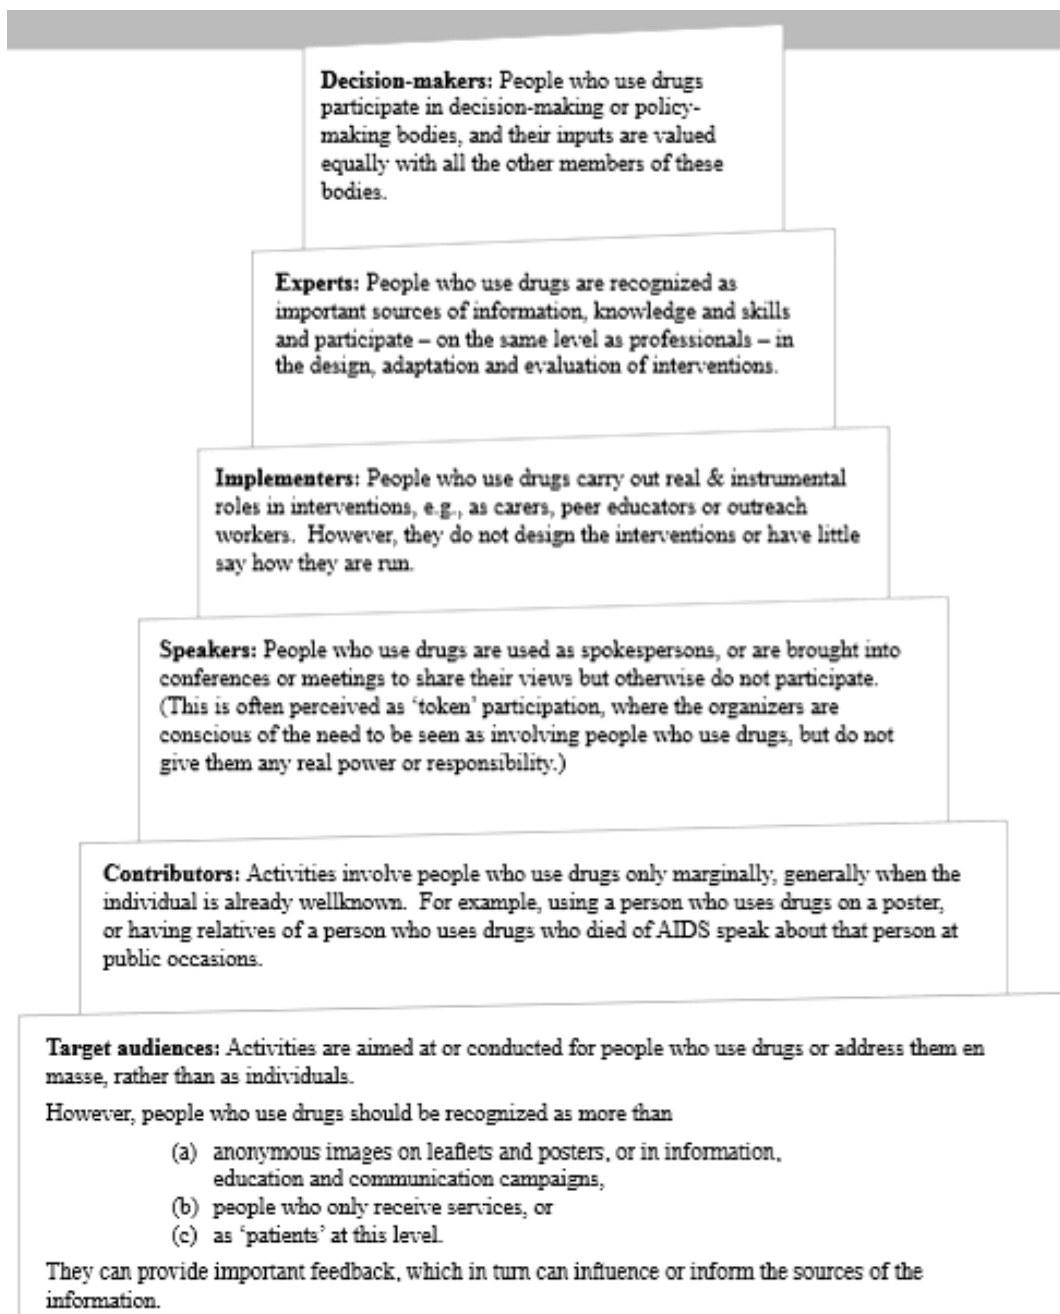 Decision-makers: People who use drugs
participate in decision-making or policy-
making bodies, and their inputs are valued
equally with all the other members of these
bodies.
Experts: People who use drugs are recognized as
important sources of information, knowledge and skills
and participate – on the same level as professionals – in
the design, adaptation and evaluation of interventions.
Implementers: People who use drugs carry out real & instrumental
roles in interventions, e.g., as carers, peer educators or outreach
workers. However, they do not design the interventions or have little
say how they are run.
Speakers: People who use drugs are used as spokespersons, or are brought into
conferences or meetings to share their views but otherwise do not participate.
(This is often perceived as ‘token’ participation, where the organizers are
conscious of the need to be seen as involving people who use drugs, but do not
give them any real power or responsibility.)
Contributors: Activities involve people who use drugs only marginally, generally when the
individual is already wellknown. For example, using a person who uses drugs on a poster,
or having relatives of a person who uses drugs who died of AIDS speak about that person at
public occasions.
Target audiences: Activities are aimed at or conducted for people who use drugs or address them en
masse, rather than as individuals.
However, people who use drugs should be recognized as more than
(a) anonymous images on leaflets and posters, or in information,
education and communication campaigns,
(b) people who only receive services, or
(c) as ‘patients’ at this level.
They can provide important feedback, which in turn can influence or inform the sources of the
information.